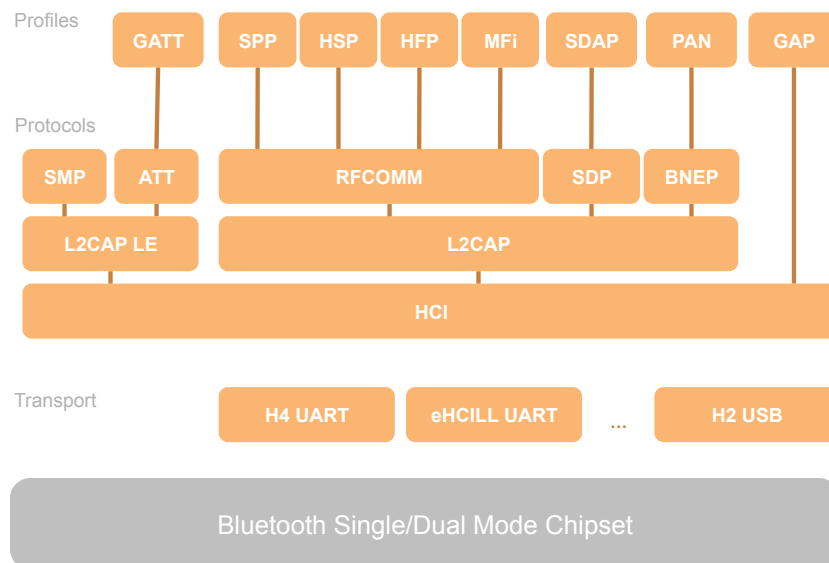 Profiles
GATT
SPP
HSP
HFP
MFi
SDAP
PAN
GAP
Protocols
SMP
ATT
RFCOMM
SDP
BNEP
L2CAP LE
L2CAP
HCI
Transport
H4 UART
eHCILL UART
...
H2 USB
Bluetooth Single/Dual Mode Chipset